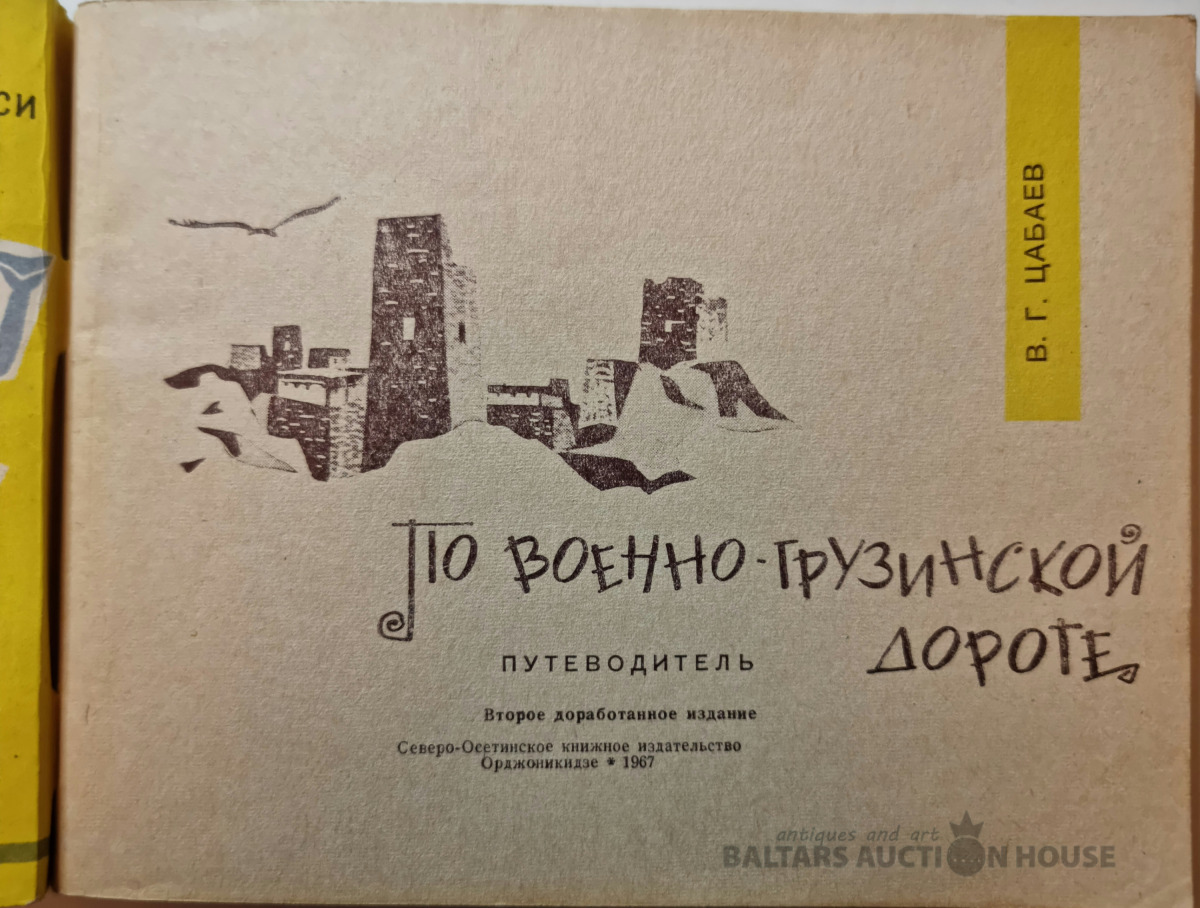 СИ
В. Г. ЦАБАЕВ
ПО ВОЕННО-ГРУЗИНСКОЙ
ДОРОГЕ
ПУТЕВОДИТЕЛЬ
Второе доработанное издание
Северо-Осетинское книжное издательство
Орджоникидзе * 1967
antiques and art
BALTARS AUCTION HOUSE